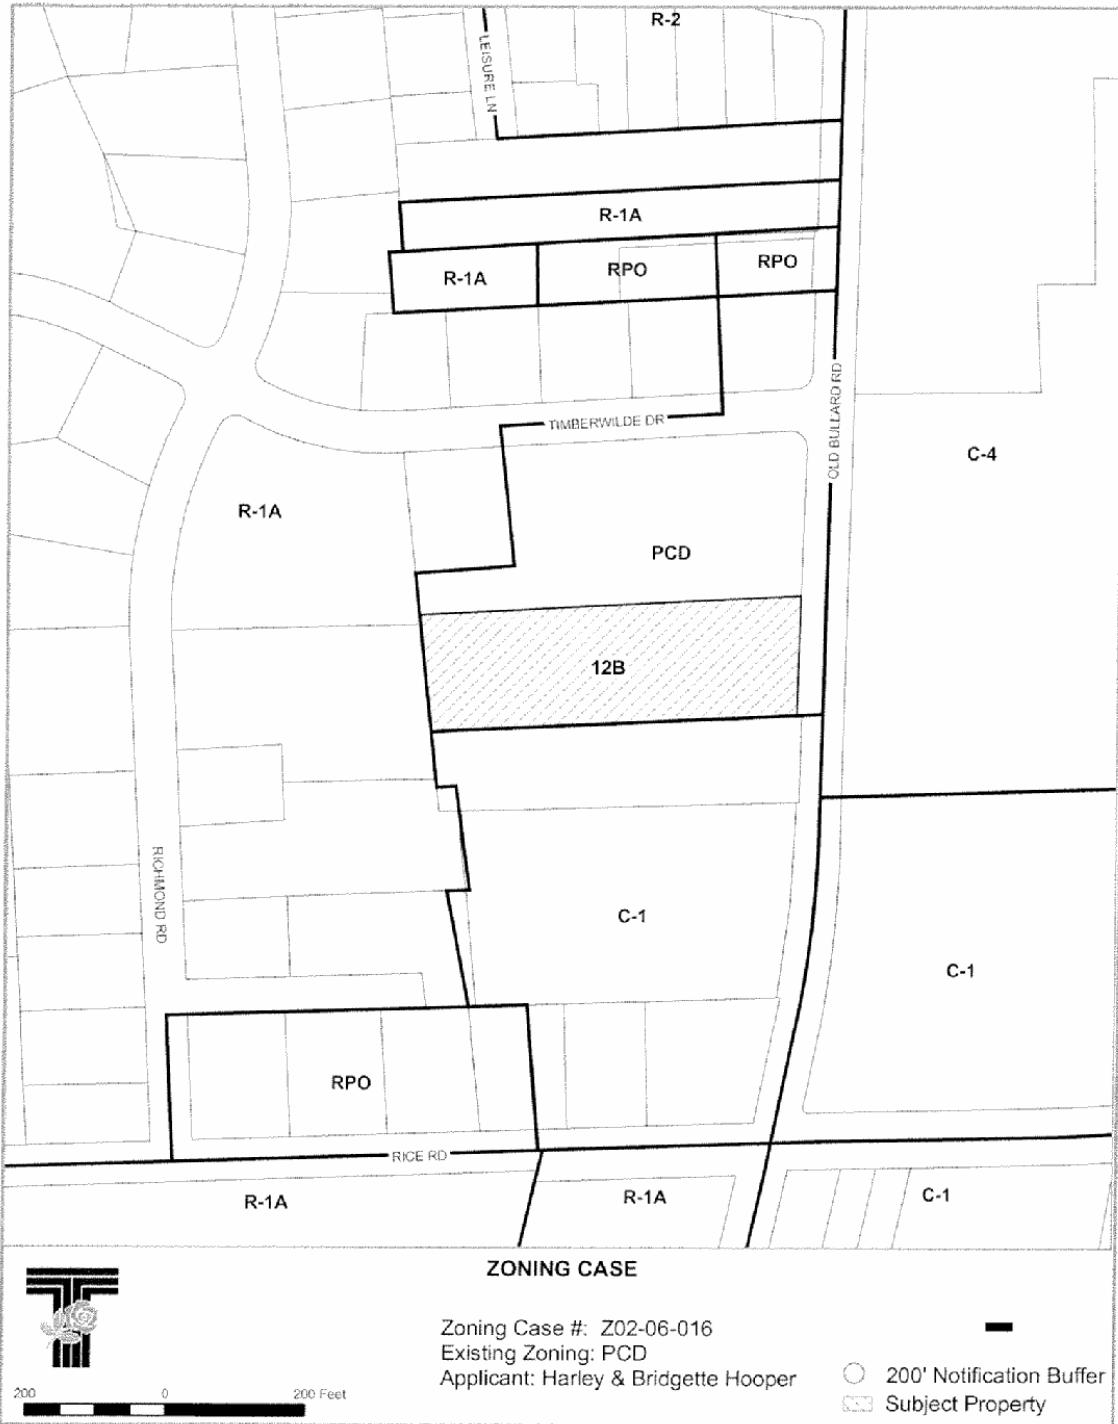 R-2
LEISURE LN
R-1A
R-1A
RPO
RPO
TIMBERWILDE DR
OLD BULLARD RD
C-4
R-1A
PCD
12B
RICHMOND RD
C-1
C-1
RPO
RICE RD
R-1A
R-1A
C-1
ZONING CASE
Zoning Case #: Z02-06-016
Existing Zoning: PCD
Applicant: Harley & Bridgette Hooper
200' Notification Buffer
Subject Property
200 0 200 Feet